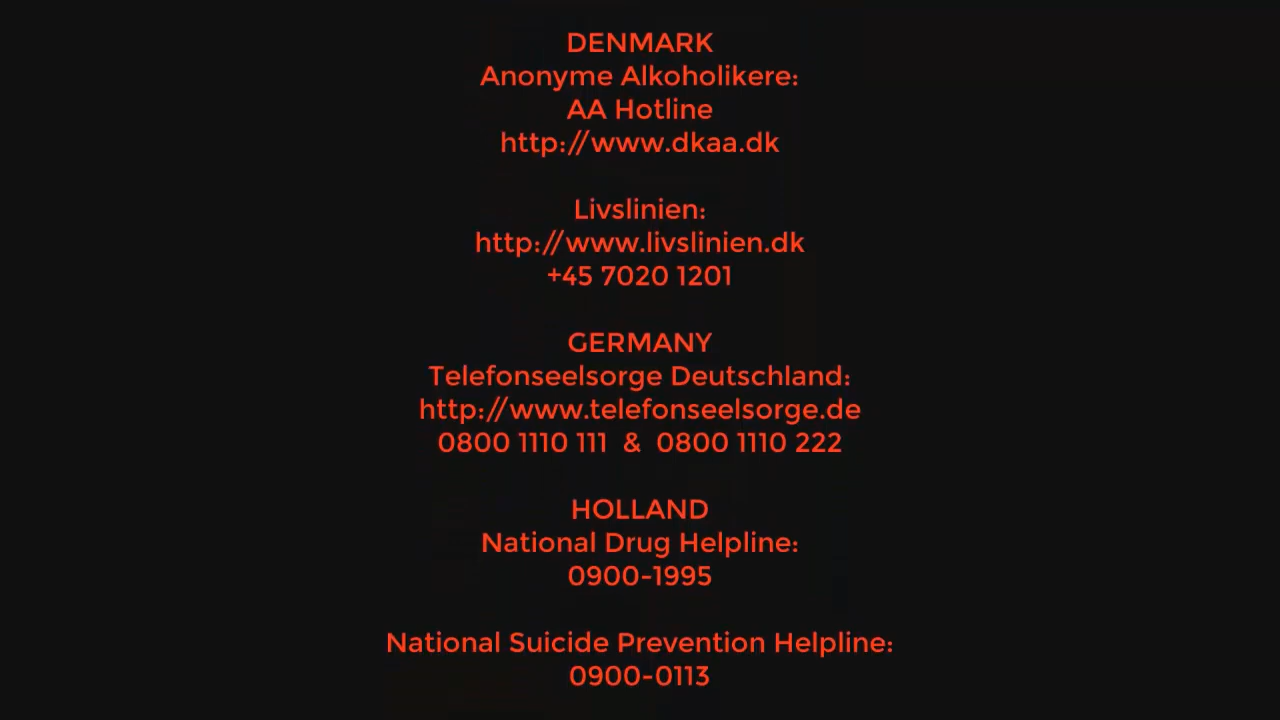 DENMARK
Anonyme Alkoholikere:
AA Hotline
http://www.dkaa.dk
Livslinien:
http://www.livslinien.dk
+45 7020 1201
GERMANY
Telefonseelsorge Deutschland:
http://www.telefonseelsorge.de
0800 1110 111 & 0800 1110 222
HOLLAND
National Drug Helpline:
0900-1995
National Suicide Prevention Helpline:
0900-0113